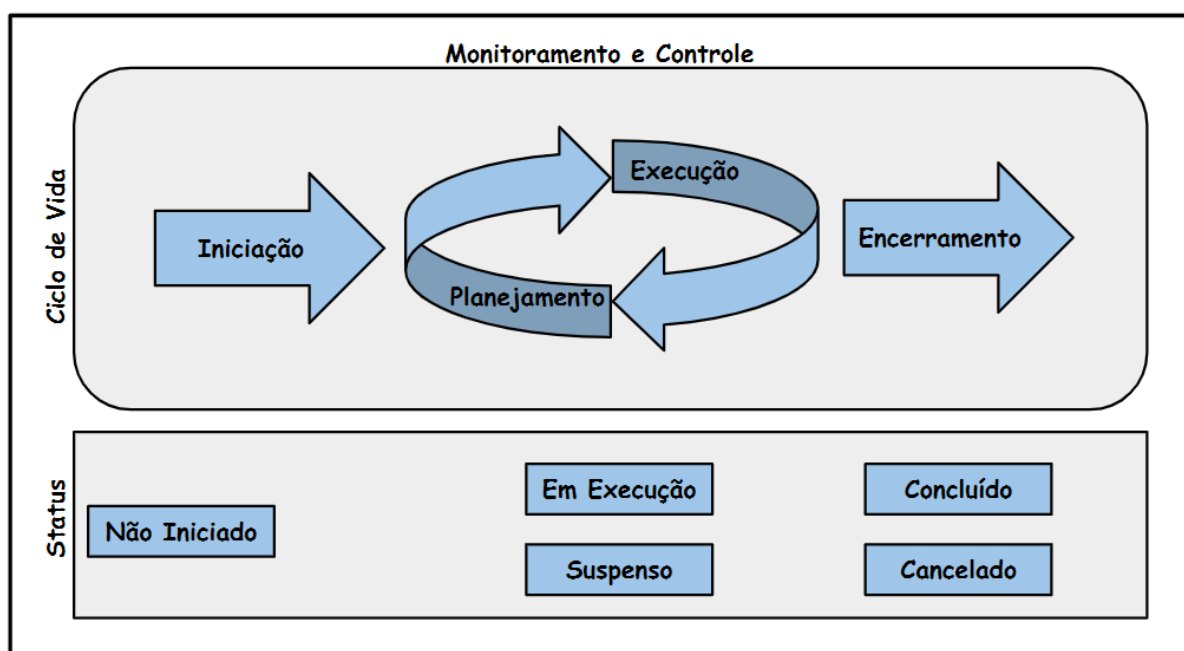 Monitoramento e Controle
Ciclo de Vida
Iniciação
Execução
Planejamento
Encerramento
Status
Não Iniciado
Em Execução
Suspenso
Concluído
Cancelado